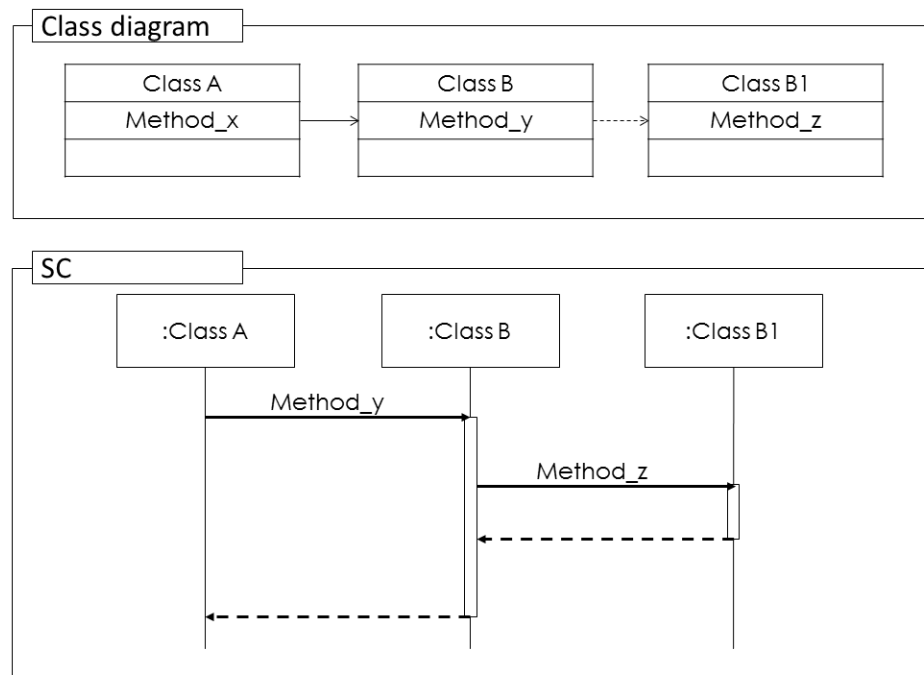 Class diagram
Class A
Class B
Class B1
Method_x
Method_y
Method_z
SC
:Class A
:Class B
:Class B1
Method_y
Method_z